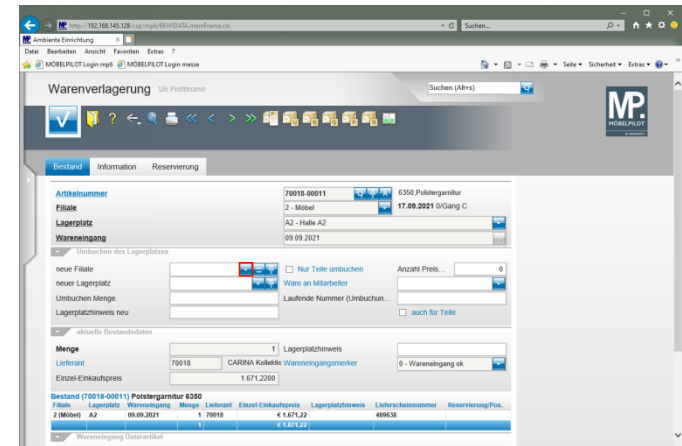 http://192.168.145.128/csp/mp6/BEWIDATA.mainFrame.cls
Suchen...
Ambiente Einrichtung
Datei Bearbeiten Ansicht Favoriten Extras ?
MÖBELPILOT Login mp6 MÖBELPILOT Login messe
Seite Sicherheit Extras
Warenverlagerung Uli Flottmann
Suchen (Alt+s)
MP.
MÖBELPILOT
Bestand Information Reservierung
Artikelnummer 70018-00011 6350,Polstergarnitur
Filiale 2 - Möbel 17.09.2021 0/Gang C
Lagerplatz A2 - Halle A2
Wareneingang 09.09.2021
Umbuchen des Lagerplatzes
neue Filiale Nur Teile umbuchen Anzahl Preis... 0
neuer Lagerplatz Ware an Mitarbeiter
Umbuchen Menge Laufende Nummer (Umbuchun...
Lagerplatzhinweis neu auch für Teile
aktuelle Bestandsdaten
Menge 1 Lagerplatzhinweis
Lieferant 70018 CARINA Kollektio Wareneingangsmerker 0 - Wareneingang ok
Einzel-Einkaufspreis 1.671,2200
Bestand (70018-00011) Polstergarnitur 6350
Filiale Lagerplatz Wareneingang Menge Lieferant Einzel-Einkaufspreis Lagerplatzhinweis Lieferscheinnummer Reservierung/Pos.
2 (Möbel) A2 09.09.2021 1 70018 € 1.671,22 489638
1 € 1.671,22
Wareneingang Unterartikel